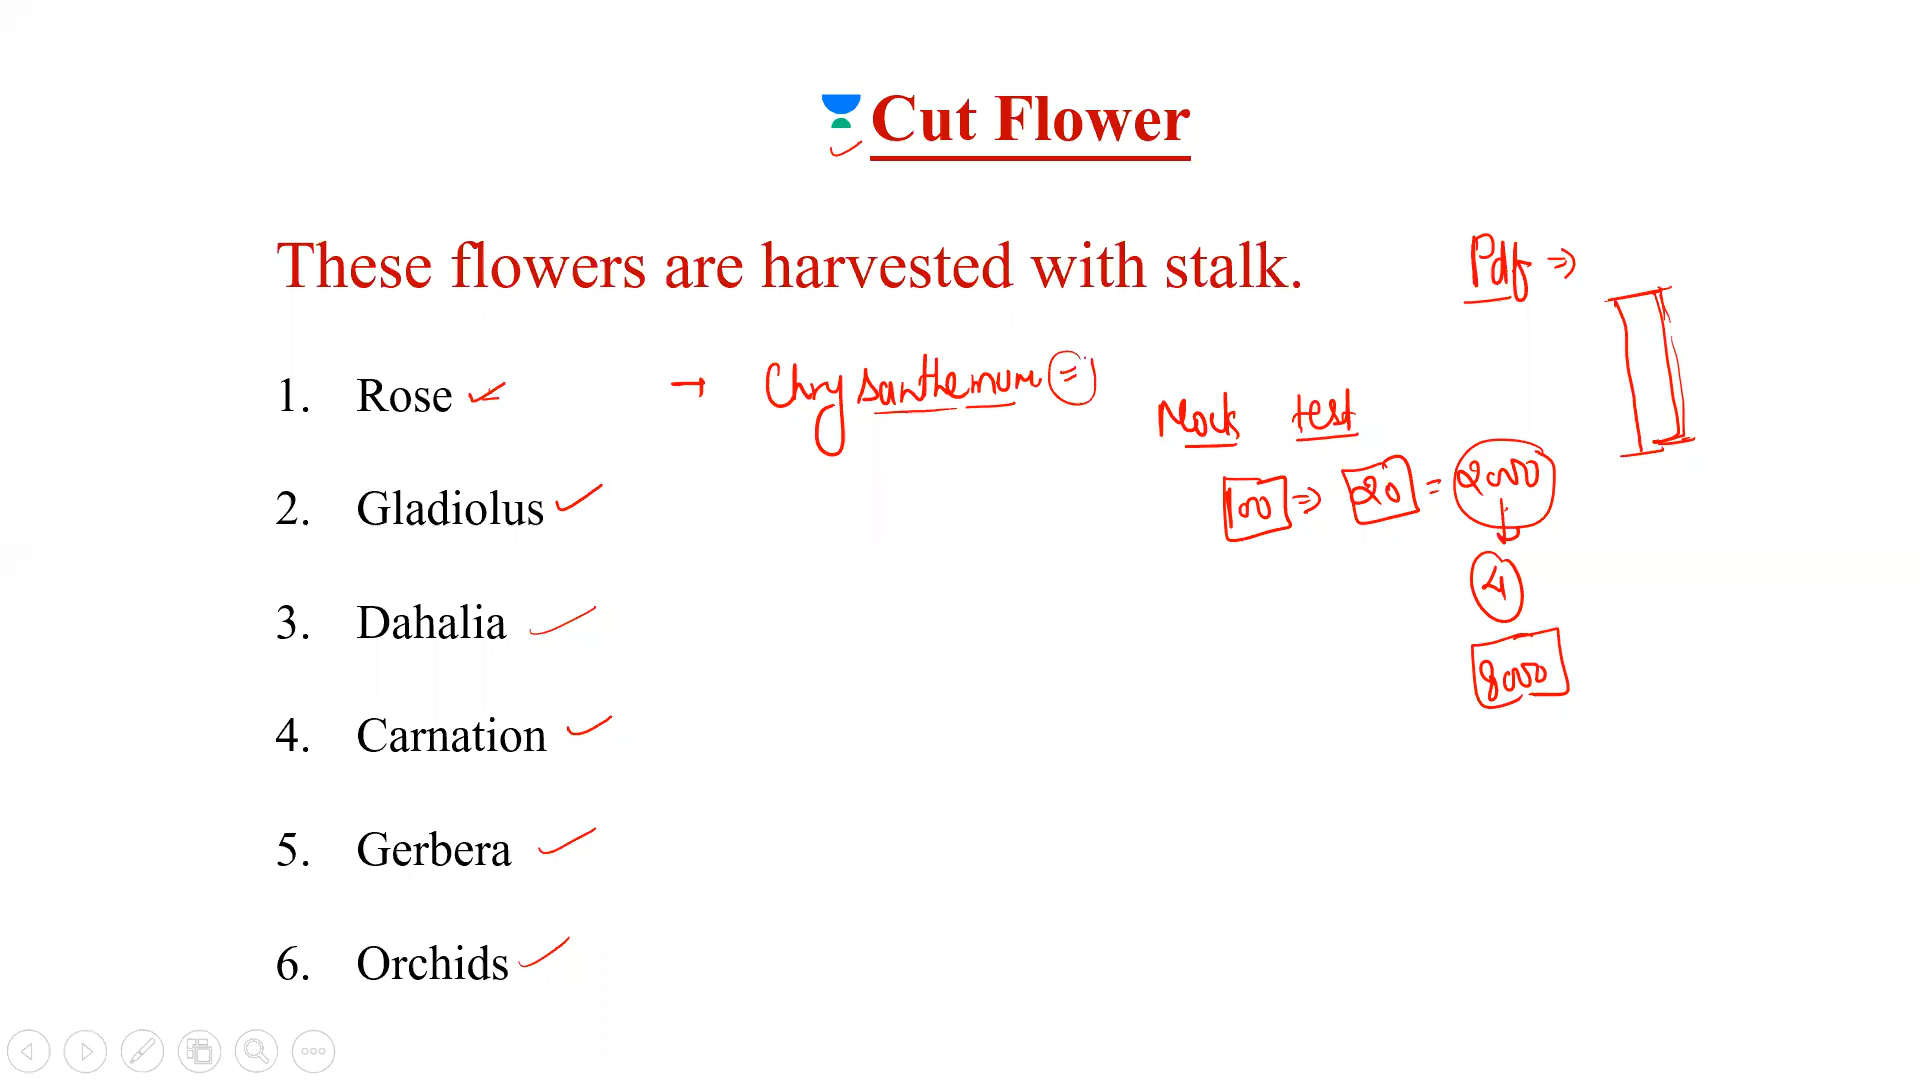 Cut Flower
These flowers are harvested with stalk.
Pdf ⇒
1. Rose
→ Chrysanthemum =
Mock test
2. Gladiolus
100 ⇒ 20 = 2000
4
3. Dahalia
8000
4. Carnation
5. Gerbera
6. Orchids